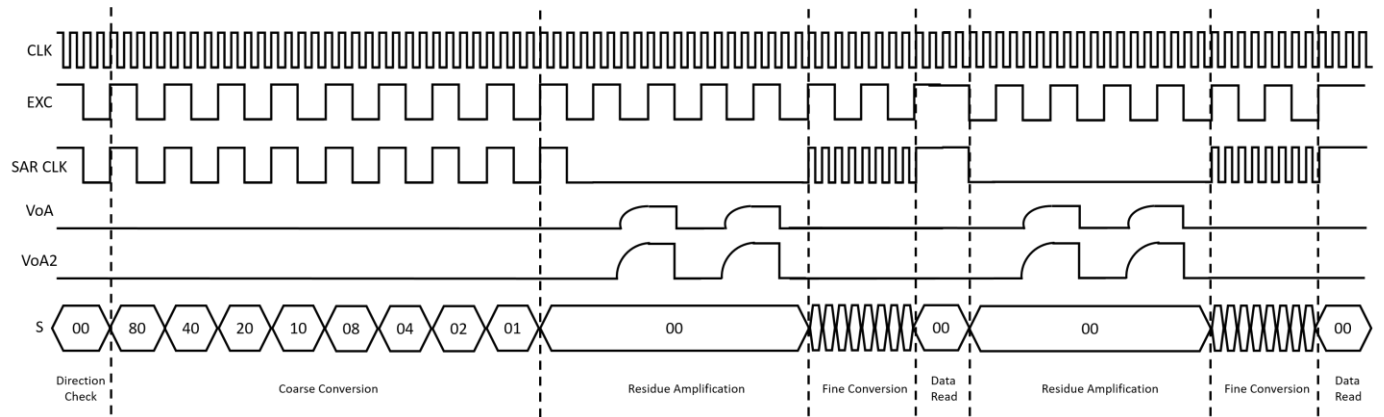 CLK
EXC
SAR CLK
VoA
VoA2
S 00 80 40 20 10 08 04 02 01 00 00 00 00
Direction Check Coarse Conversion Residue Amplification Fine Conversion Data Read Residue Amplification Fine Conversion Data Read